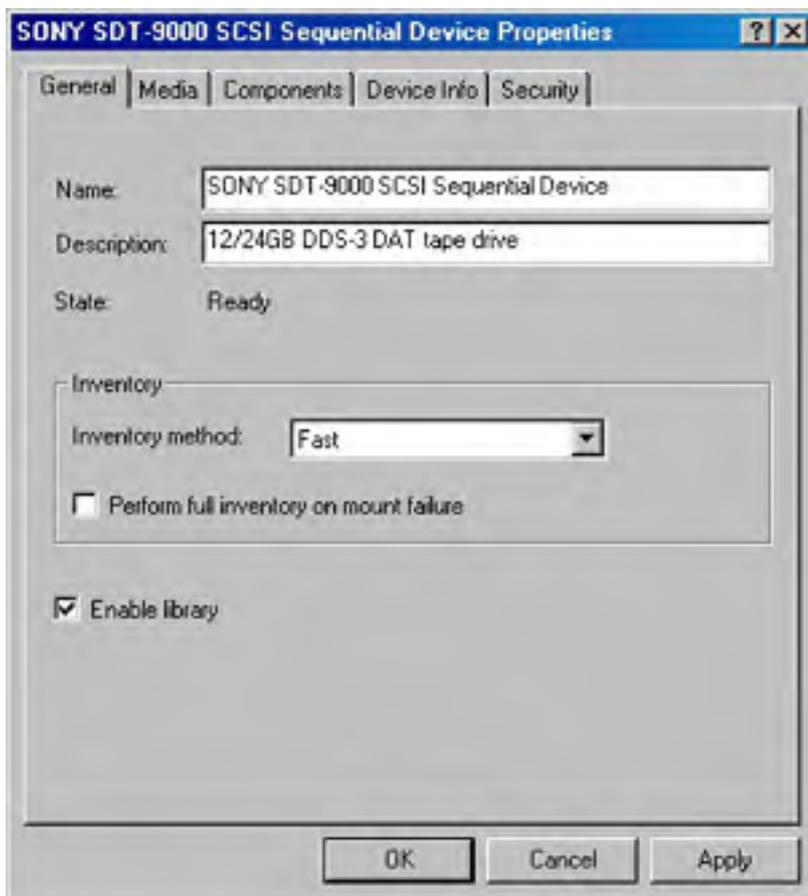 SONY SDT-9000 SCSI Sequential Device Properties
General Media Components Device Info Security
Name: SONY SDT-9000 SCSI Sequential Device
Description: 12/24GB DDS-3 DAT tape drive
State: Ready
Inventory
Inventory method: Fast
Perform full inventory on mount failure
Enable library
OK Cancel Apply